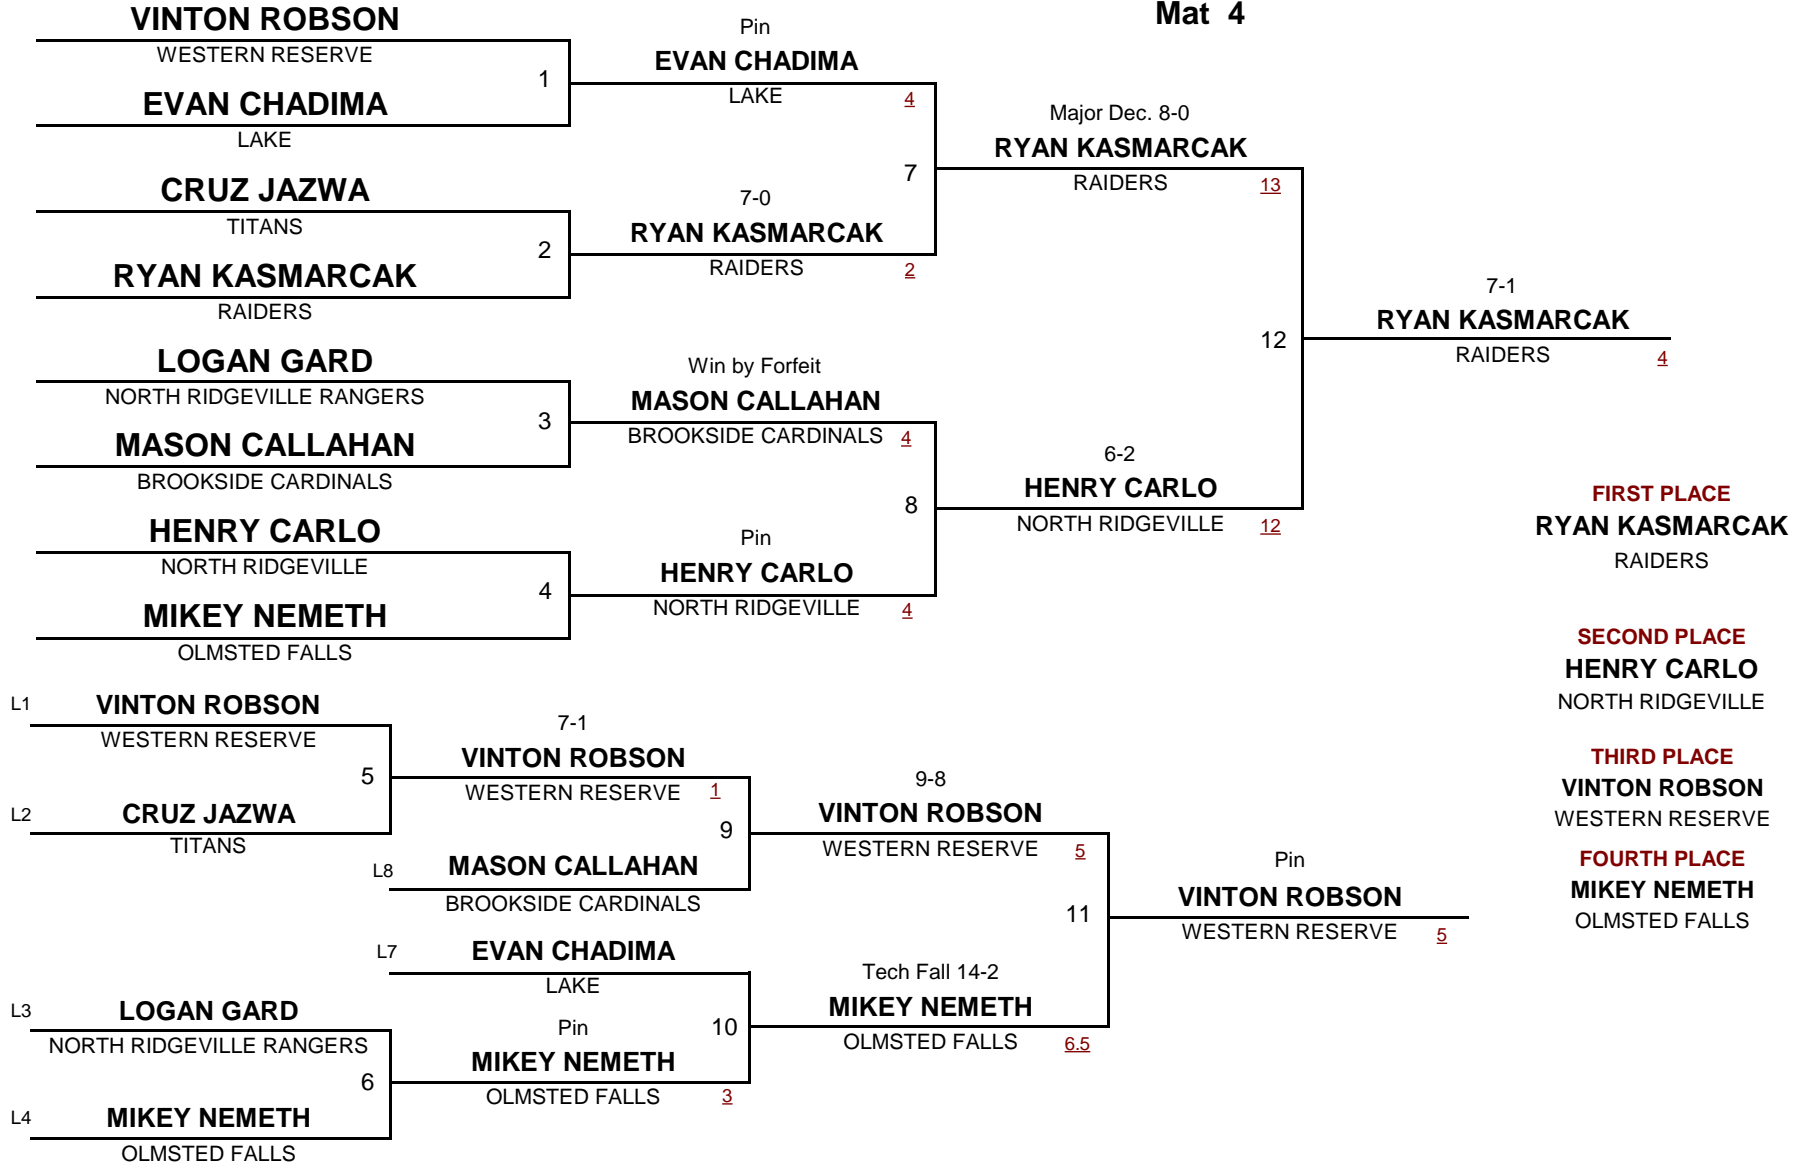 Mat 4
VINTON ROBSON
WESTERN RESERVE
1
EVAN CHADIMA
LAKE
CRUZ JAZWA
TITANS
2
RYAN KASMARCAK
RAIDERS
LOGAN GARD
NORTH RIDGEVILLE RANGERS
3
MASON CALLAHAN
BROOKSIDE CARDINALS
HENRY CARLO
NORTH RIDGEVILLE
4
MIKEY NEMETH
OLMSTED FALLS
Pin
EVAN CHADIMA
LAKE 4
7
7-0
RYAN KASMARCAK
RAIDERS 2
Win by Forfeit
MASON CALLAHAN
BROOKSIDE CARDINALS 4
8
Pin
HENRY CARLO
NORTH RIDGEVILLE 4
Major Dec. 8-0
RYAN KASMARCAK
RAIDERS 13
12
6-2
HENRY CARLO
NORTH RIDGEVILLE 12
7-1
RYAN KASMARCAK
RAIDERS 4
L1 VINTON ROBSON
WESTERN RESERVE
5
L2 CRUZ JAZWA
TITANS
7-1
VINTON ROBSON
WESTERN RESERVE 1
9
L8 MASON CALLAHAN
BROOKSIDE CARDINALS
L7 EVAN CHADIMA
LAKE
10
L3 LOGAN GARD
NORTH RIDGEVILLE RANGERS
6
L4 MIKEY NEMETH
OLMSTED FALLS
Pin
MIKEY NEMETH
OLMSTED FALLS 3
9-8
VINTON ROBSON
WESTERN RESERVE 5
11
Tech Fall 14-2
MIKEY NEMETH
OLMSTED FALLS 6.5
Pin
VINTON ROBSON
WESTERN RESERVE 5
FIRST PLACE
RYAN KASMARCAK
RAIDERS
SECOND PLACE
HENRY CARLO
NORTH RIDGEVILLE
THIRD PLACE
VINTON ROBSON
WESTERN RESERVE
FOURTH PLACE
MIKEY NEMETH
OLMSTED FALLS